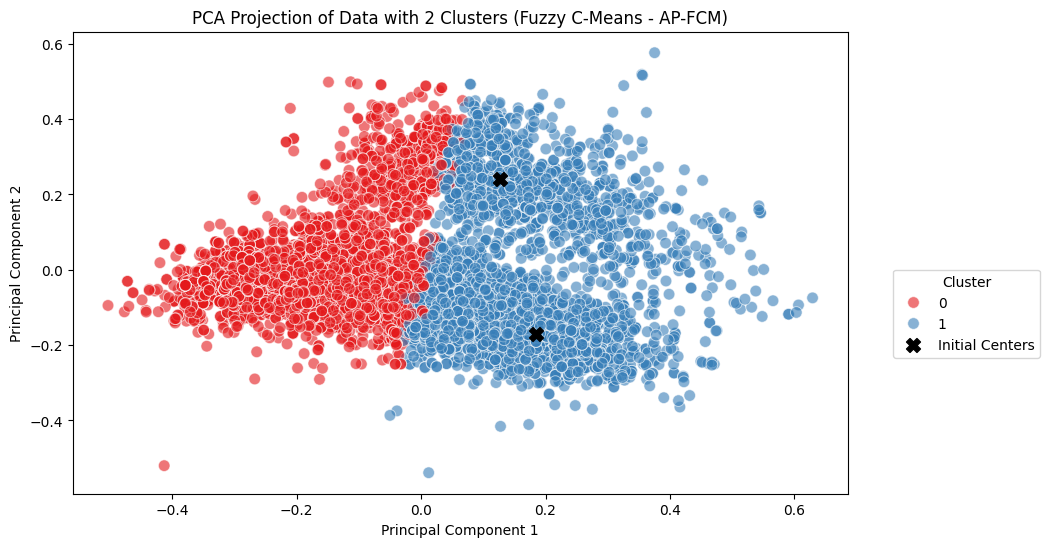 PCA Projection of Data with 2 Clusters (Fuzzy C-Means - AP-FCM)
Principal Component 2
0.6
0.4
0.2
0.0
−0.2
−0.4
−0.4
−0.2
0.0
0.2
0.4
0.6
Principal Component 1
Cluster
0
1
Initial Centers